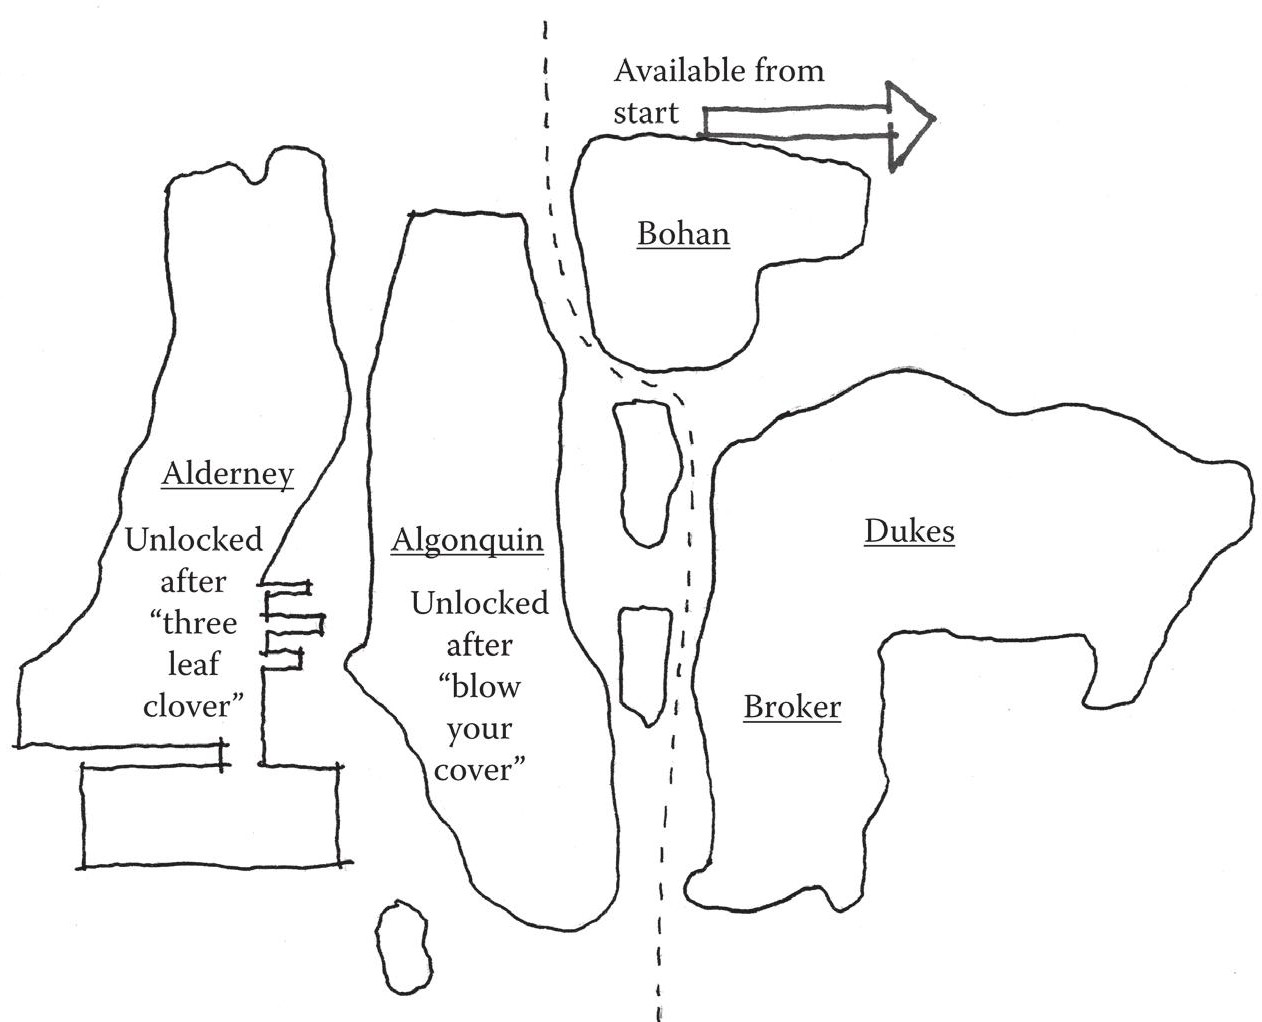 Available from
start
Bohan
Alderney
Unlocked
after
“three
leaf
clover”
Algonquin
Unlocked
after
“blow
your
cover”
Dukes
Broker